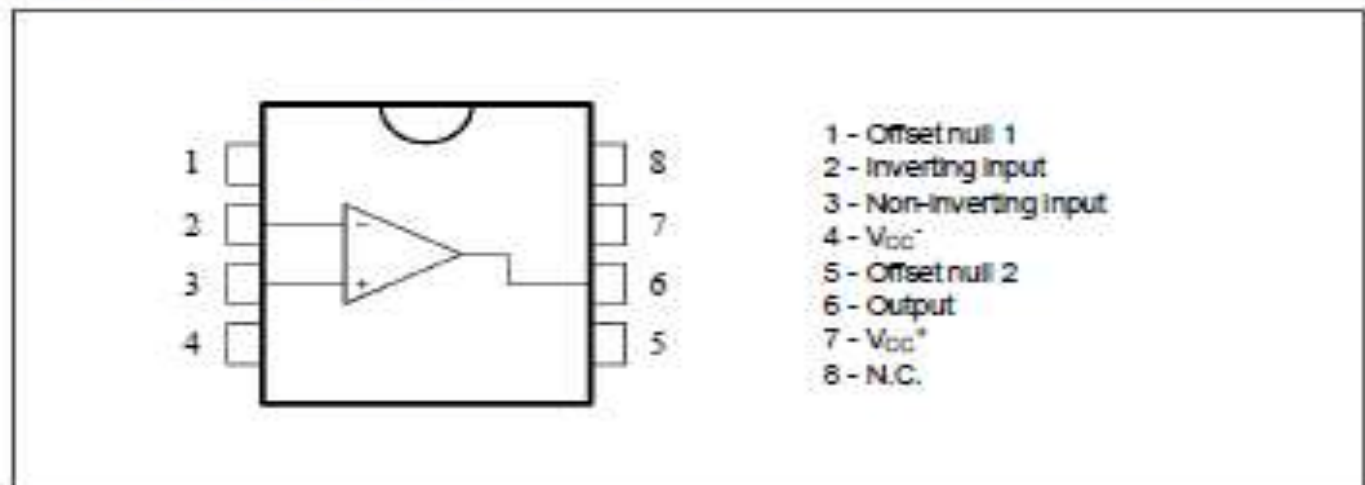 1
2
3
4
8
7
6
5
−
+
1 - Offset null 1
2 - Inverting input
3 - Non-inverting input
4 - VCC-
5 - Offset null 2
6 - Output
7 - VCC+
8 - N.C.